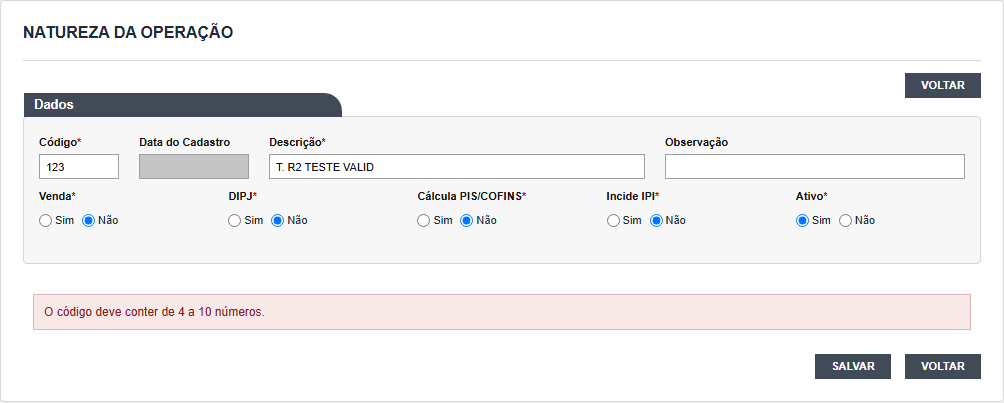 NATUREZA DA OPERAÇÃO
VOLTAR
Dados
Código* Data do Cadastro Descrição* Observação
123 T. R2 TESTE VALID
Venda* DIPJ* Cálcula PIS/COFINS* Incide IPI* Ativo*
Sim Não Sim Não Sim Não Sim Não Sim Não
O código deve conter de 4 a 10 números.
SALVAR VOLTAR